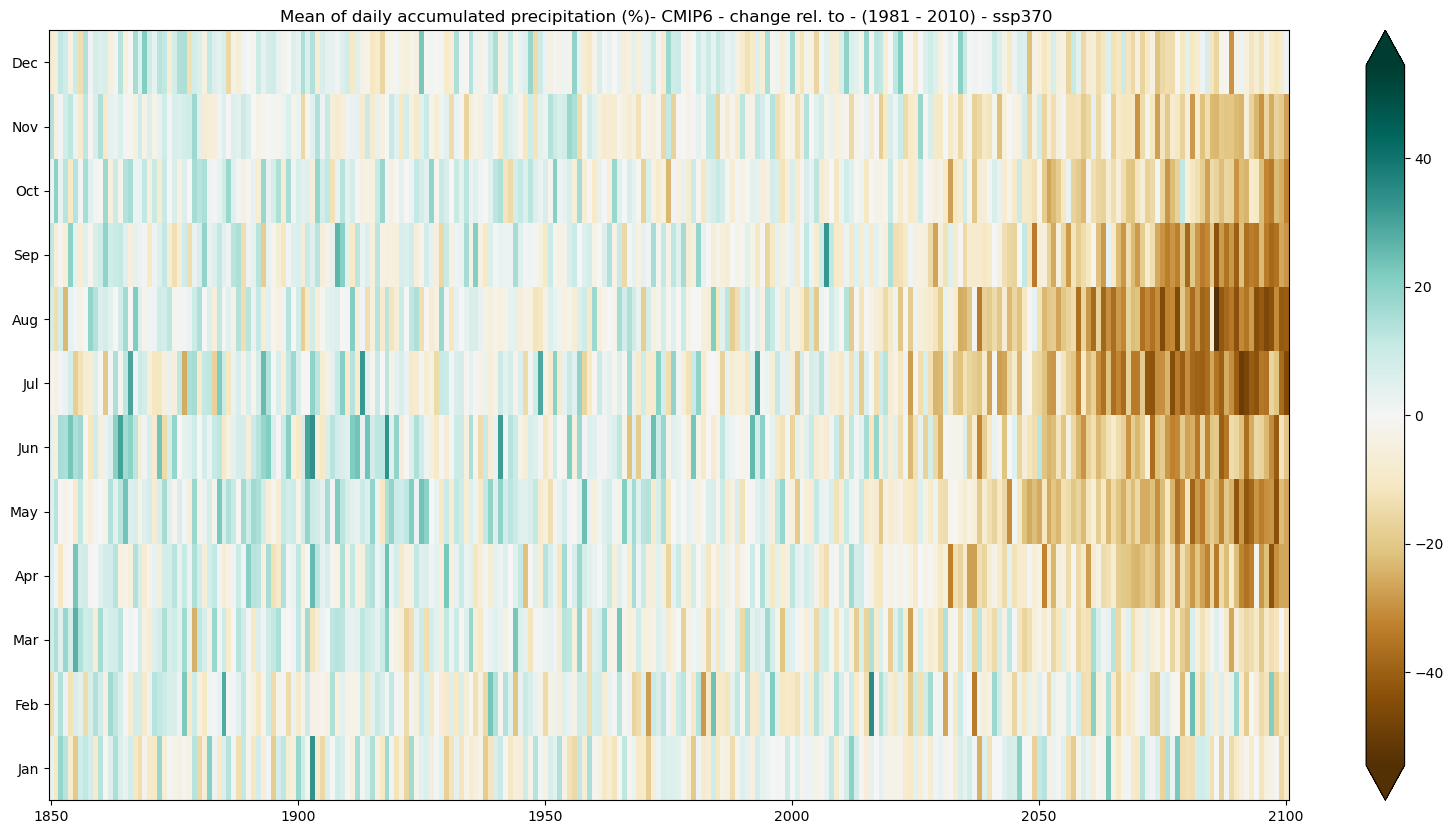 Mean of daily accumulated precipitation (%)- CMIP6 - change rel. to - (1981 - 2010) - ssp370
Dec
Nov
Oct
Sep
Aug
Jul
Jun
May
Apr
Mar
Feb
Jan
1850
1900
1950
2000
2050
2100
40
20
0
−20
−40